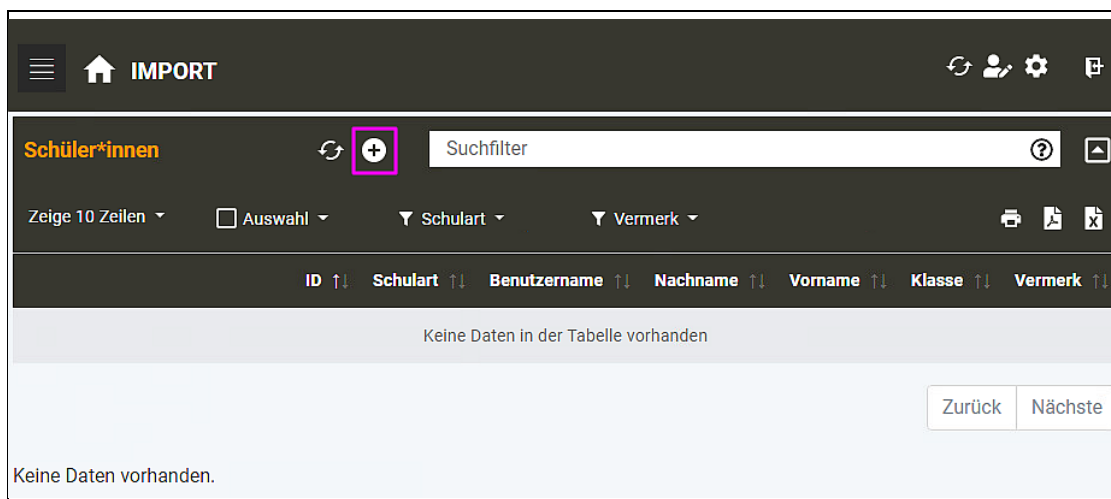 IMPORT
Schüler*innen Suchfilter
Zeige 10 Zeilen Auswahl Schulart Vermerk
ID Schulart Benutzername Nachname Vorname Klasse Vermerk
Keine Daten in der Tabelle vorhanden
Zurück Nächste
Keine Daten vorhanden.